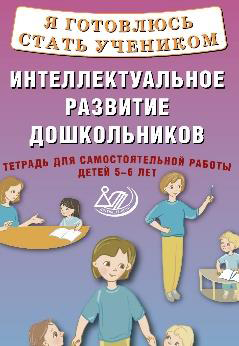 Я ГОТОВЛЮСЬ
СТАТЬ УЧЕНИКОМ
ИНТЕЛЛЕКТУАЛЬНОЕ
РАЗВИТИЕ
ДОШКОЛЬНИКОВ
ТЕТРАДЬ ДЛЯ САМОСТОЯТЕЛЬНОЙ РАБОТЫ
ДЕТЕЙ 5–6 ЛЕТ